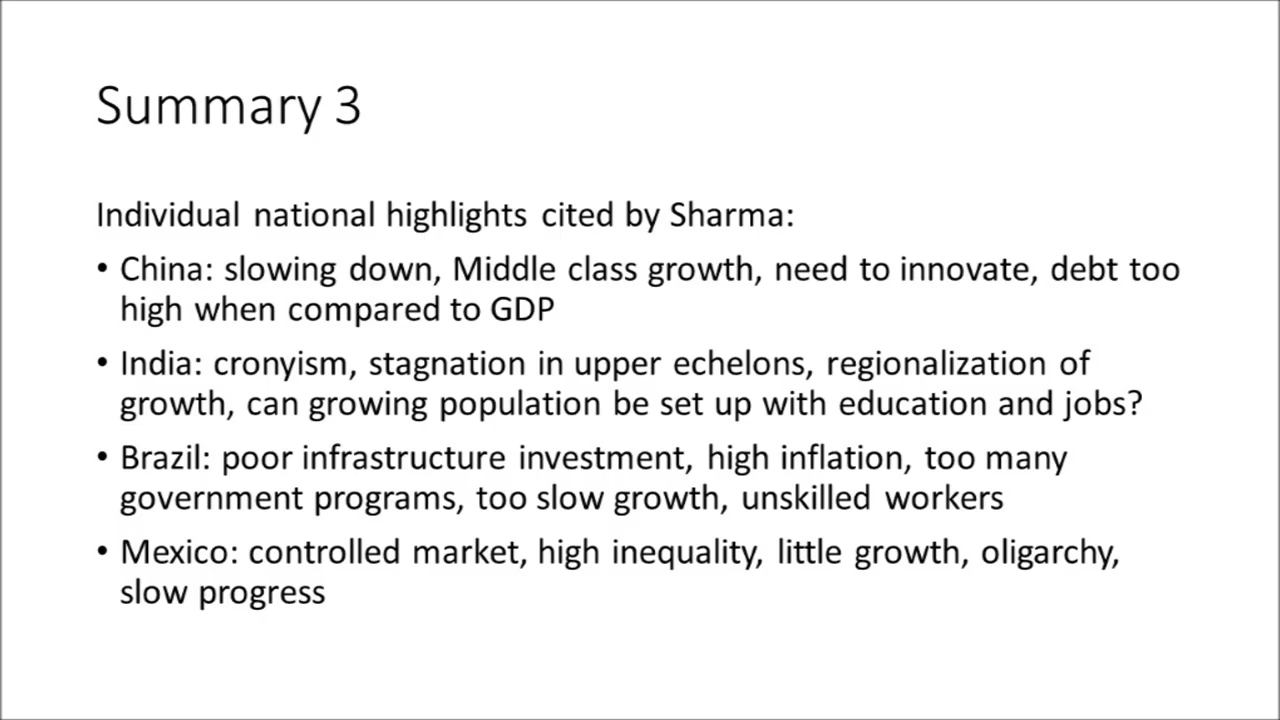 Summary 3
Individual national highlights cited by Sharma:
• China: slowing down, Middle class growth, need to innovate, debt too
high when compared to GDP
• India: cronyism, stagnation in upper echelons, regionalization of
growth, can growing population be set up with education and jobs?
• Brazil: poor infrastructure investment, high inflation, too many
government programs, too slow growth, unskilled workers
• Mexico: controlled market, high inequality, little growth, oligarchy,
slow progress